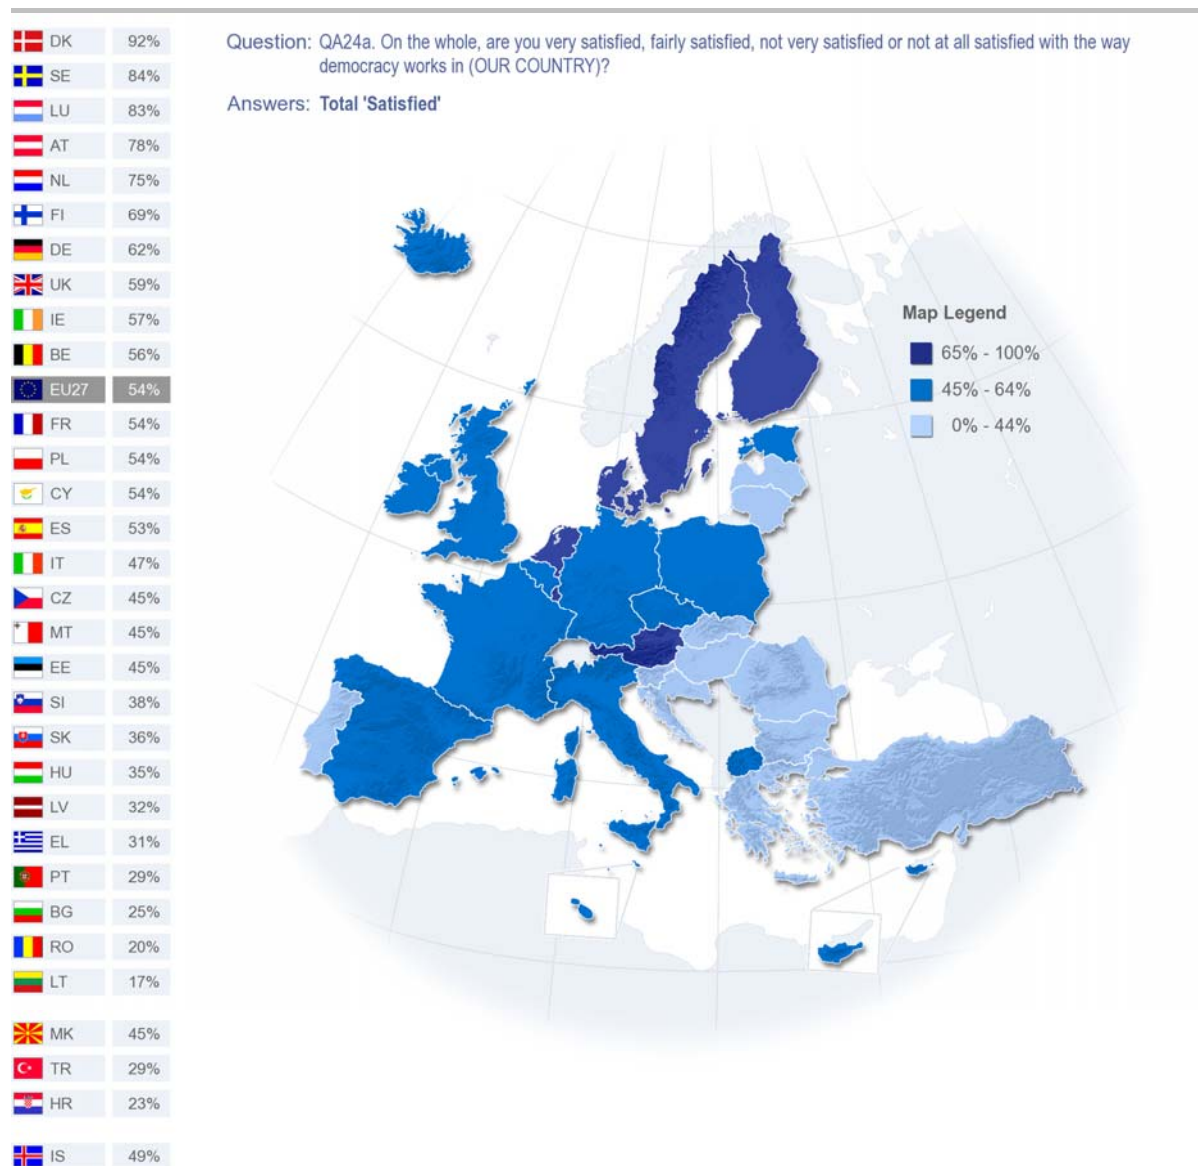 DK 92%
SE 84%
LU 83%
AT 78%
NL 75%
FI 69%
DE 62%
UK 59%
IE 57%
BE 56%
EU27 54%
FR 54%
PL 54%
CY 54%
ES 53%
IT 47%
CZ 45%
MT 45%
EE 45%
SI 38%
SK 36%
HU 35%
LV 32%
EL 31%
PT 29%
BG 25%
RO 20%
LT 17%
MK 45%
TR 29%
HR 23%
IS 49%
Question: QA24a. On the whole, are you very satisfied, fairly satisfied, not very satisfied or not at all satisfied with the way
democracy works in (OUR COUNTRY)?
Answers: Total 'Satisfied'
Map Legend
65% - 100%
45% - 64%
0% - 44%